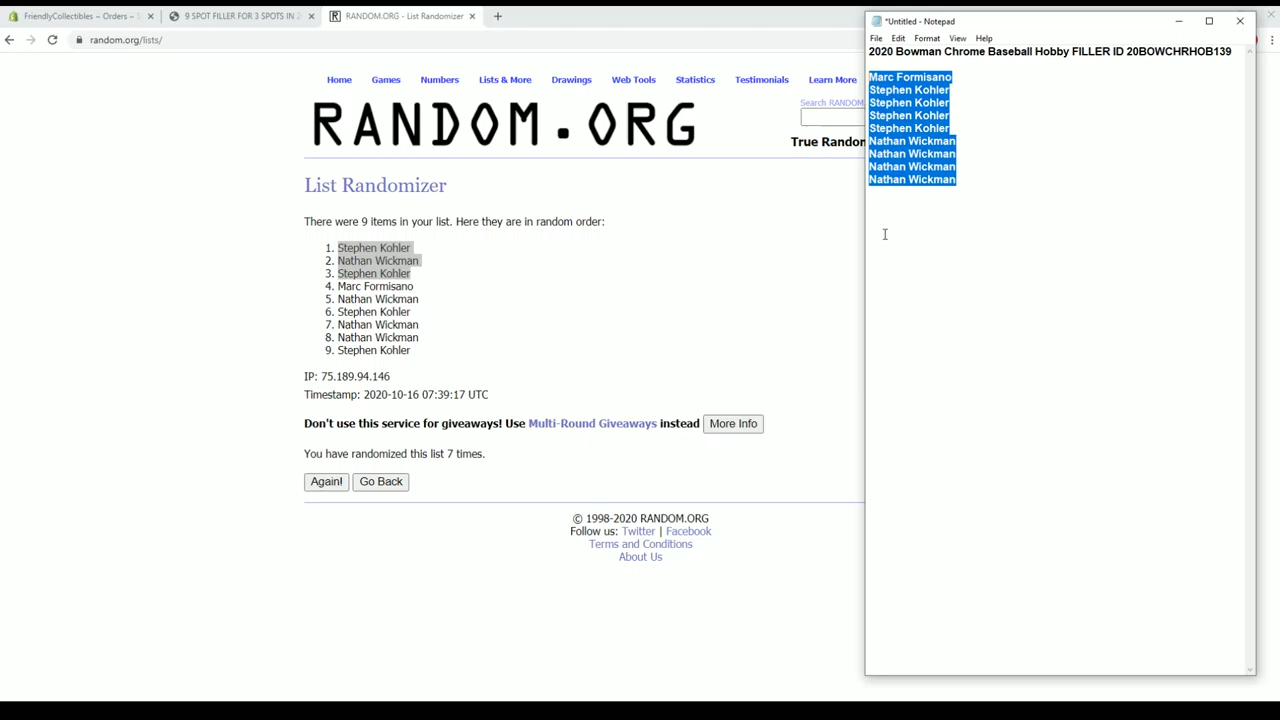 FriendlyCollectibles ~ Orders ~
9 SPOT FILLER FOR 3 SPOTS IN
RANDOM.ORG - List Randomizer
random.org/lists/
Home Games Numbers Lists & More Drawings Web Tools Statistics Testimonials Learn More
Search RANDOM.
RANDOM.ORG
True Random
List Randomizer
There were 9 items in your list. Here they are in random order:
1. Stephen Kohler
2. Nathan Wickman
3. Stephen Kohler
4. Marc Formisano
5. Nathan Wickman
6. Stephen Kohler
7. Nathan Wickman
8. Nathan Wickman
9. Stephen Kohler
IP: 75.189.94.146
Timestamp: 2020-10-16 07:39:17 UTC
Don't use this service for giveaways! Use Multi-Round Giveaways instead More Info
You have randomized this list 7 times.
Again! Go Back
© 1998-2020 RANDOM.ORG
Follow us: Twitter | Facebook
Terms and Conditions
About Us
*Untitled - Notepad
File Edit Format View Help
2020 Bowman Chrome Baseball Hobby FILLER ID 20BOWCHRHOB139
Marc Formisano
Stephen Kohler
Stephen Kohler
Stephen Kohler
Stephen Kohler
Nathan Wickman
Nathan Wickman
Nathan Wickman
Nathan Wickman